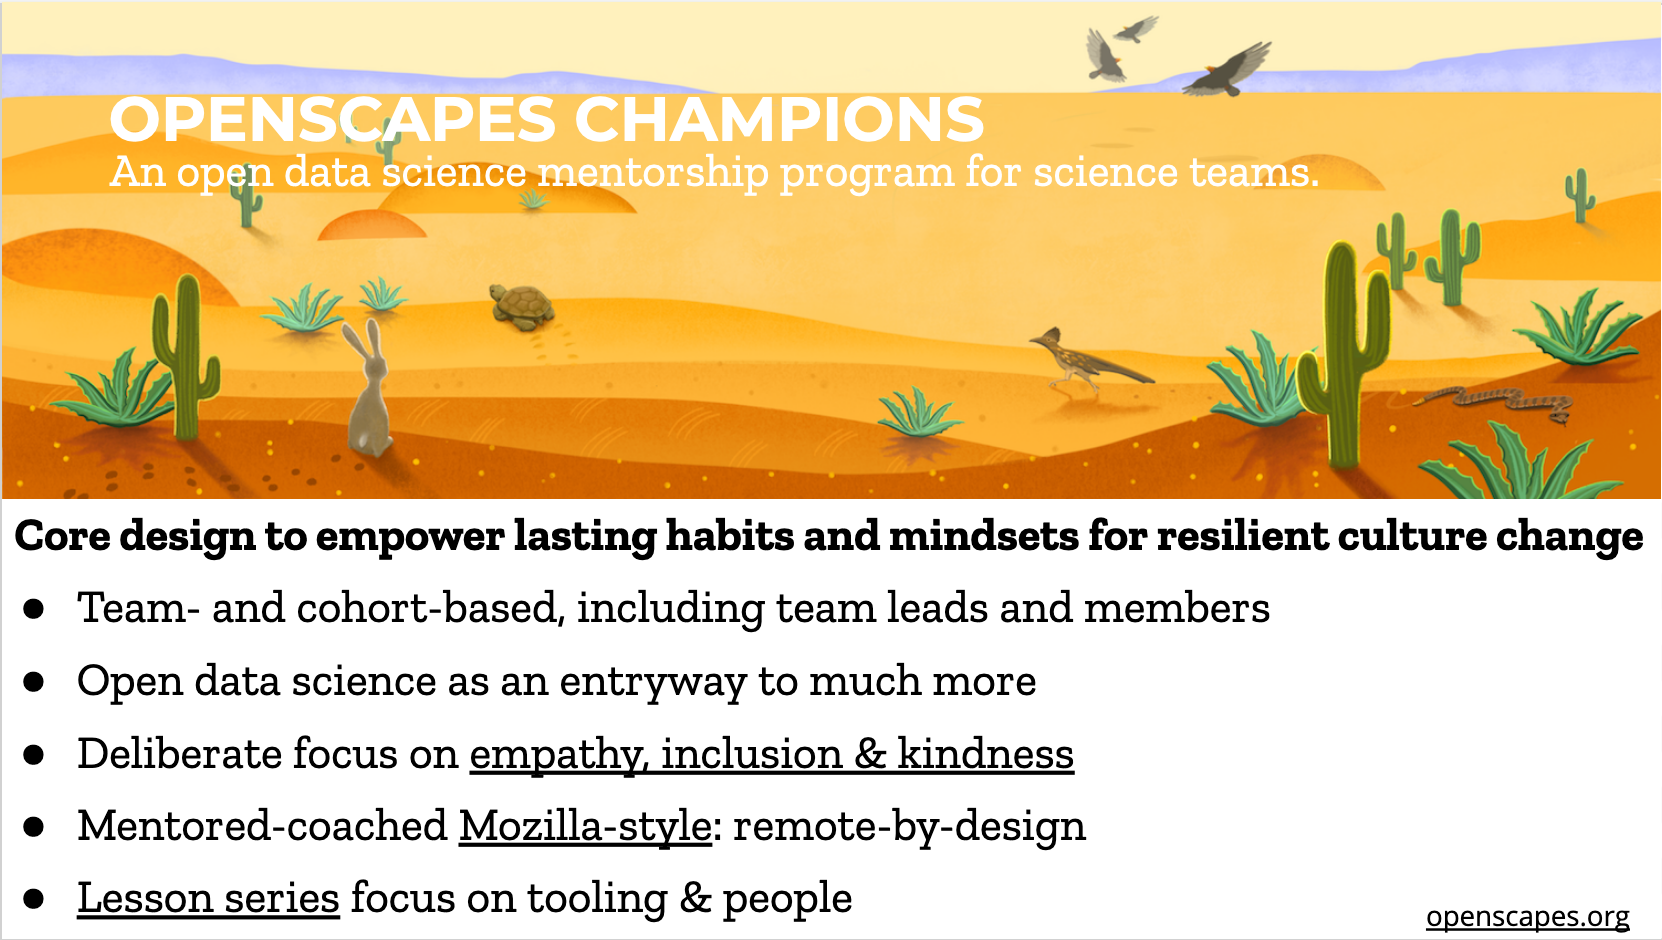 OPENSCAPES CHAMPIONS
An open data science mentorship program for science teams.
Core design to empower lasting habits and mindsets for resilient culture change
● Team- and cohort-based, including team leads and members
● Open data science as an entryway to much more
● Deliberate focus on empathy, inclusion & kindness
● Mentored-coached Mozilla-style: remote-by-design
● Lesson series focus on tooling & people
openscapes.org